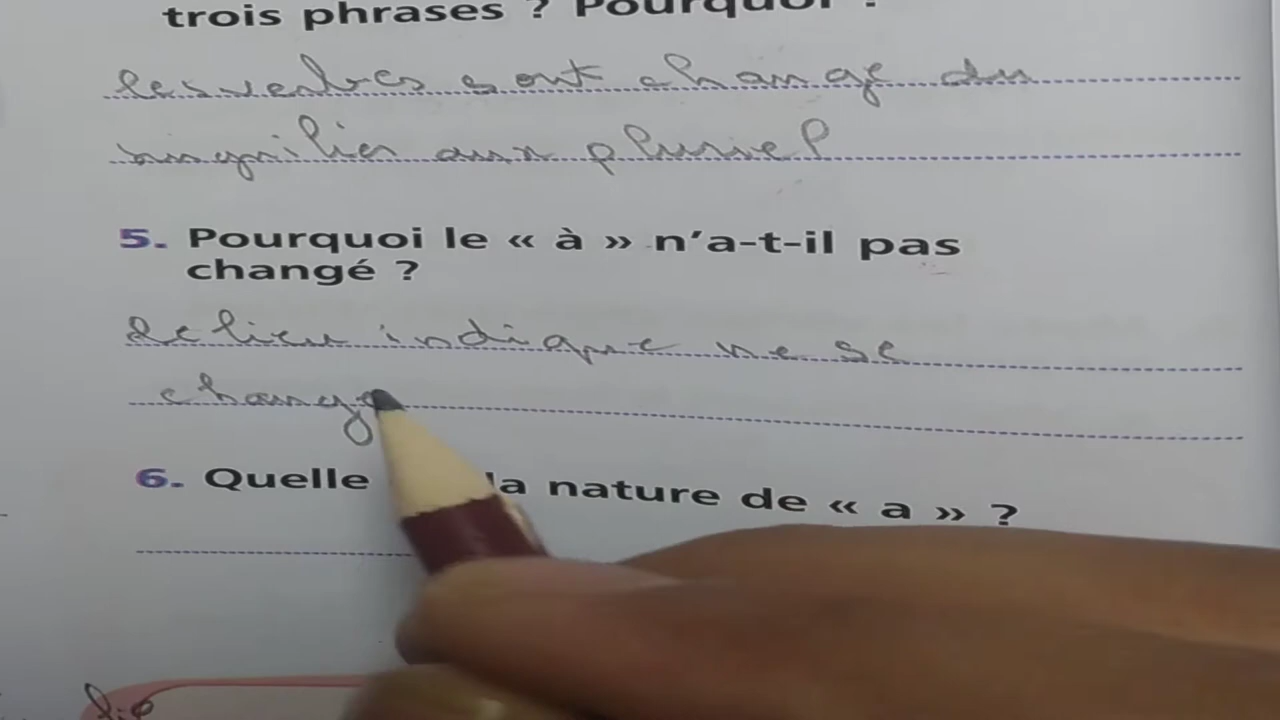 trois phrases ? Pourquoi ?
les verbes sont changé du
singulier aux pluriel
5. Pourquoi le « à » n'a-t-il pas
changé ?
le lieu indique ne se
change
6. Quelle la nature de « a » ?